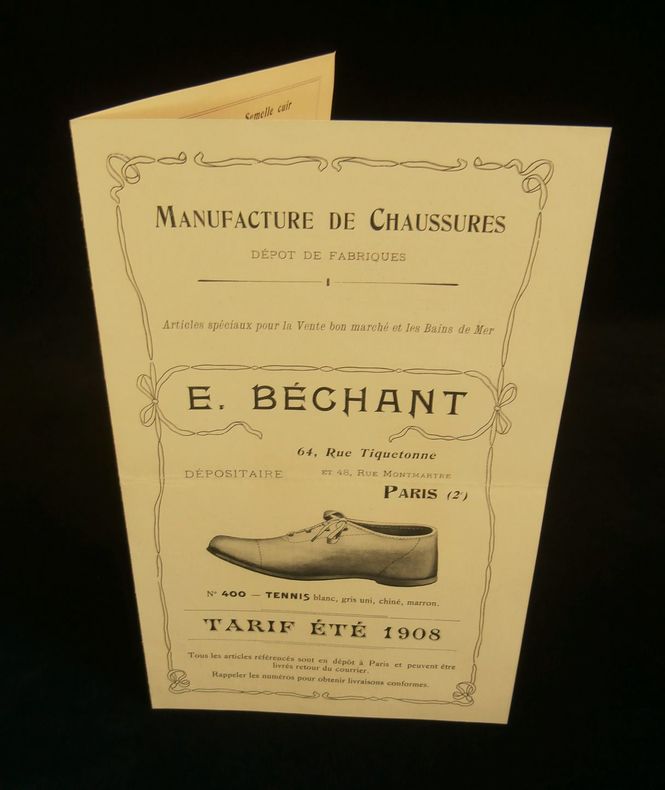 Semelle cuir
MANUFACTURE DE CHAUSSURES
DÉPOT DE FABRIQUES
Articles spéciaux pour la Vente bon marché et les Bains de Mer
E. BÉCHANT
64, Rue Tiquetonne
DÉPOSITAIRE ET 48, RUE MONTMARTRE
PARIS (2e)
N° 400 — TENNIS blanc, gris uni, chiné, marron.
TARIF ÉTÉ 1908
Tous les articles référencés sont en dépôt à Paris et peuvent être
livrés retour du courrier.
Rappeler les numéros pour obtenir livraisons conformes.